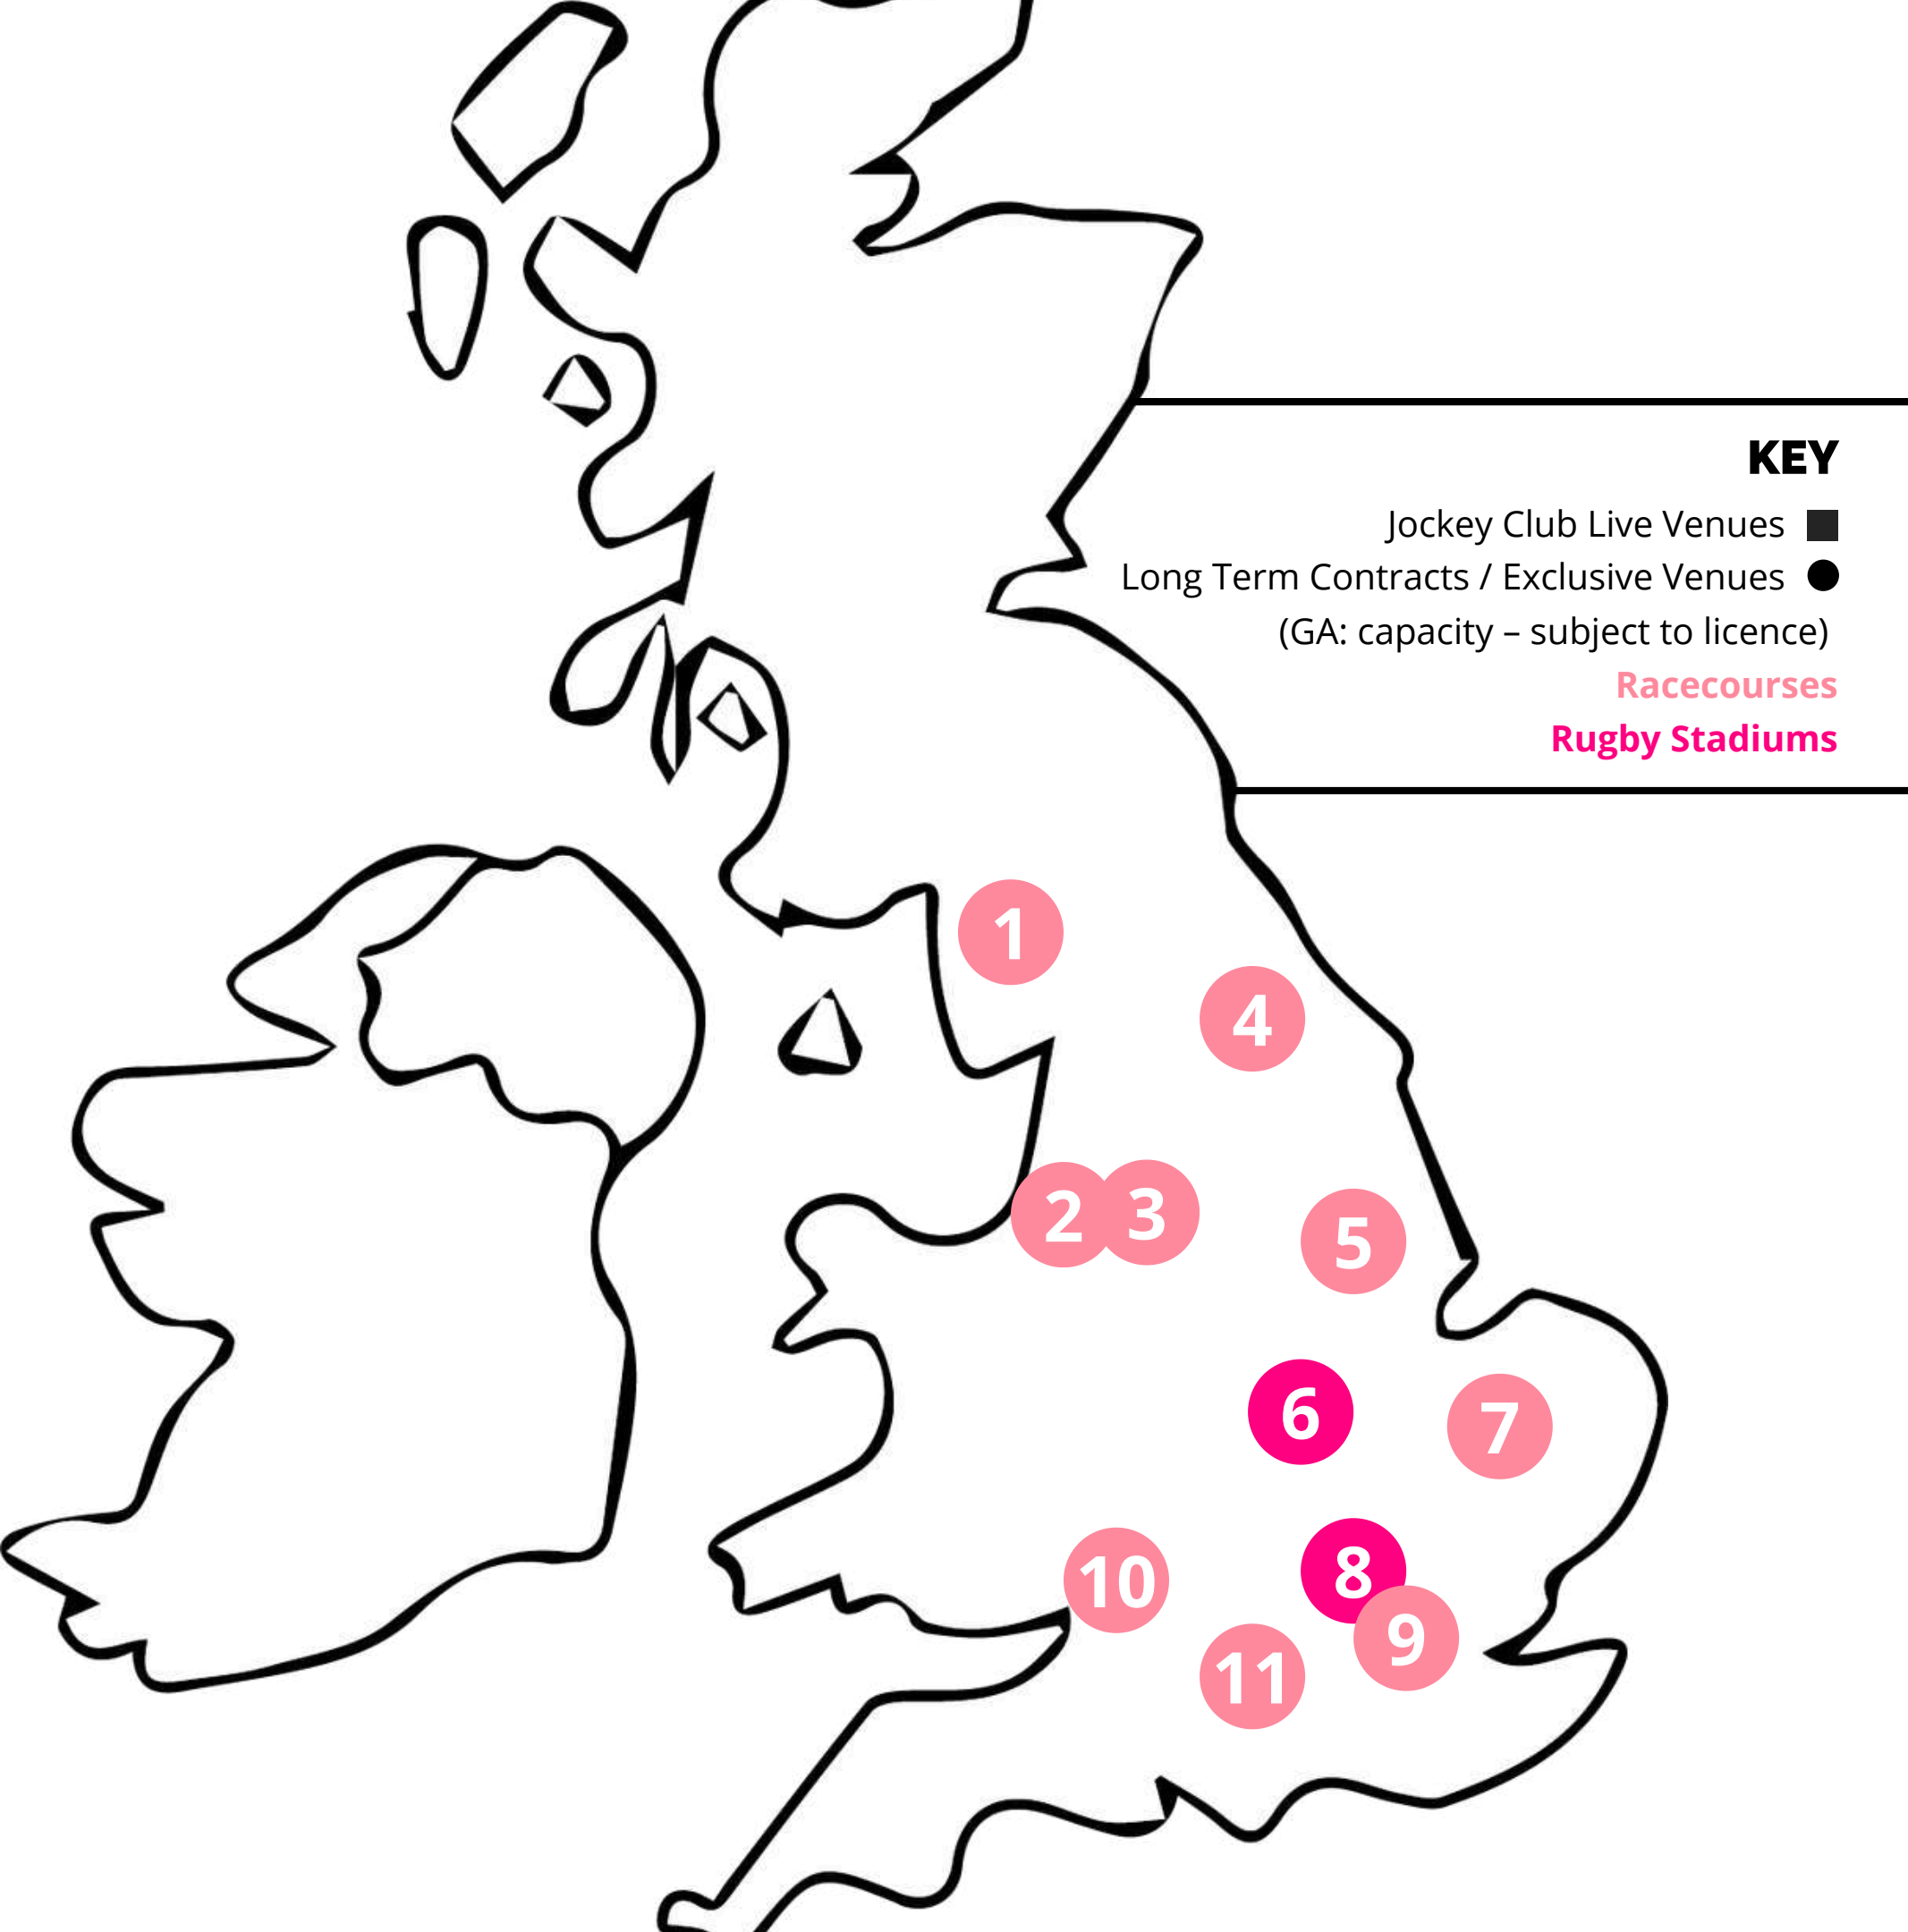 KEY
Jockey Club Live Venues
Long Term Contracts / Exclusive Venues
(GA: capacity – subject to licence)
Racecourses
Rugby Stadiums
1
4
2 3
5
6
7
8
10
9
11